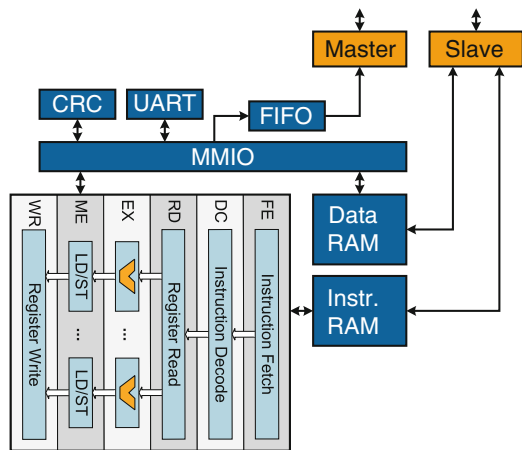 Master
Slave
CRC
UART
FIFO
MMIO
WR
ME
EX
RD
DC
FE
Data
RAM
Instr.
RAM
Register Write
LD/ST
...
LD/ST
...
Register Read
Instruction Decode
Instruction Fetch